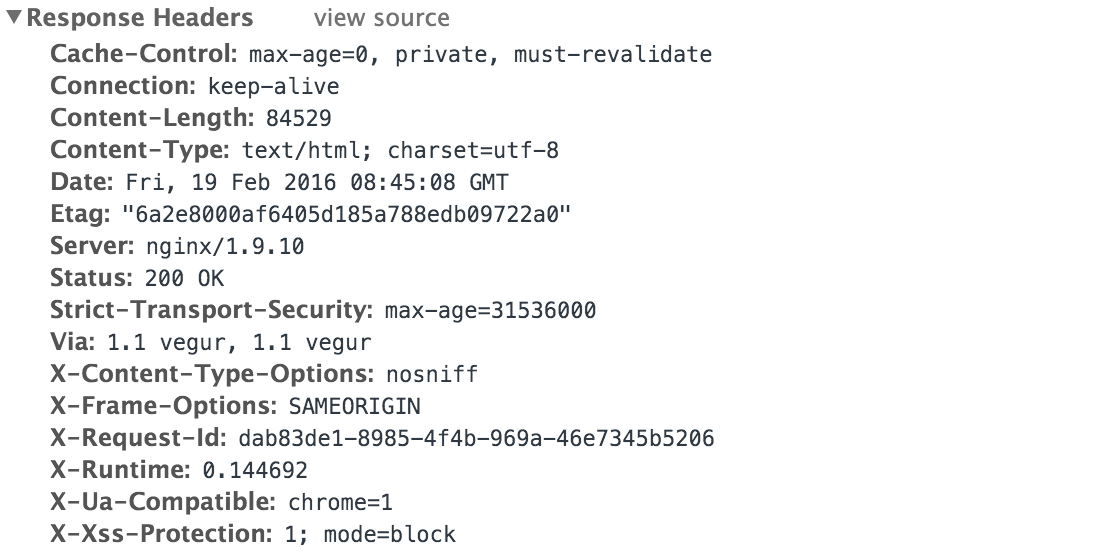 ▼Response Headers view source
Cache-Control: max-age=0, private, must-revalidate
Connection: keep-alive
Content-Length: 84529
Content-Type: text/html; charset=utf-8
Date: Fri, 19 Feb 2016 08:45:08 GMT
Etag: "6a2e8000af6405d185a788edb09722a0"
Server: nginx/1.9.10
Status: 200 OK
Strict-Transport-Security: max-age=31536000
Via: 1.1 vegur, 1.1 vegur
X-Content-Type-Options: nosniff
X-Frame-Options: SAMEORIGIN
X-Request-Id: dab83de1-8985-4f4b-969a-46e7345b5206
X-Runtime: 0.144692
X-Ua-Compatible: chrome=1
X-Xss-Protection: 1; mode=block